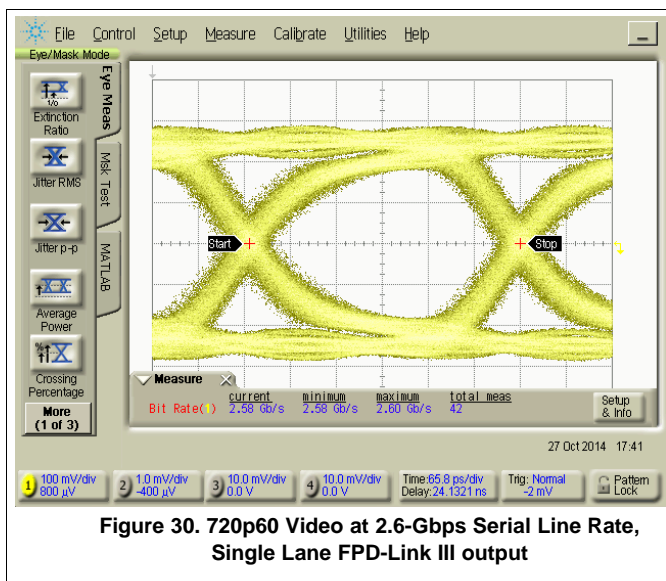 File Control Setup Measure Calibrate Utilities Help
Eye/Mask Mode
Eye Meas
Msk Test
MATLAB
1/0
Extinction
Ratio
Jitter RMS
Jitter p-p
Average
Power
%
Crossing
Percentage
More
(1 of 3)
Start
Stop
Measure
current minimum maximum total meas
Bit Rate(1) 2.58 Gb/s 2.58 Gb/s 2.60 Gb/s 42
Setup
& Info
27 Oct 2014 17:41
1 100 mV/div
800 µV
2 1.0 mV/div
-400 µV
3 10.0 mV/div
0.0 V
4 10.0 mV/div
0.0 V
Time:65.8 ps/div
Delay:24.1321 ns
Trig: Normal
-2 mV
Pattern
Lock
Figure 30. 720p60 Video at 2.6-Gbps Serial Line Rate,
Single Lane FPD-Link III output